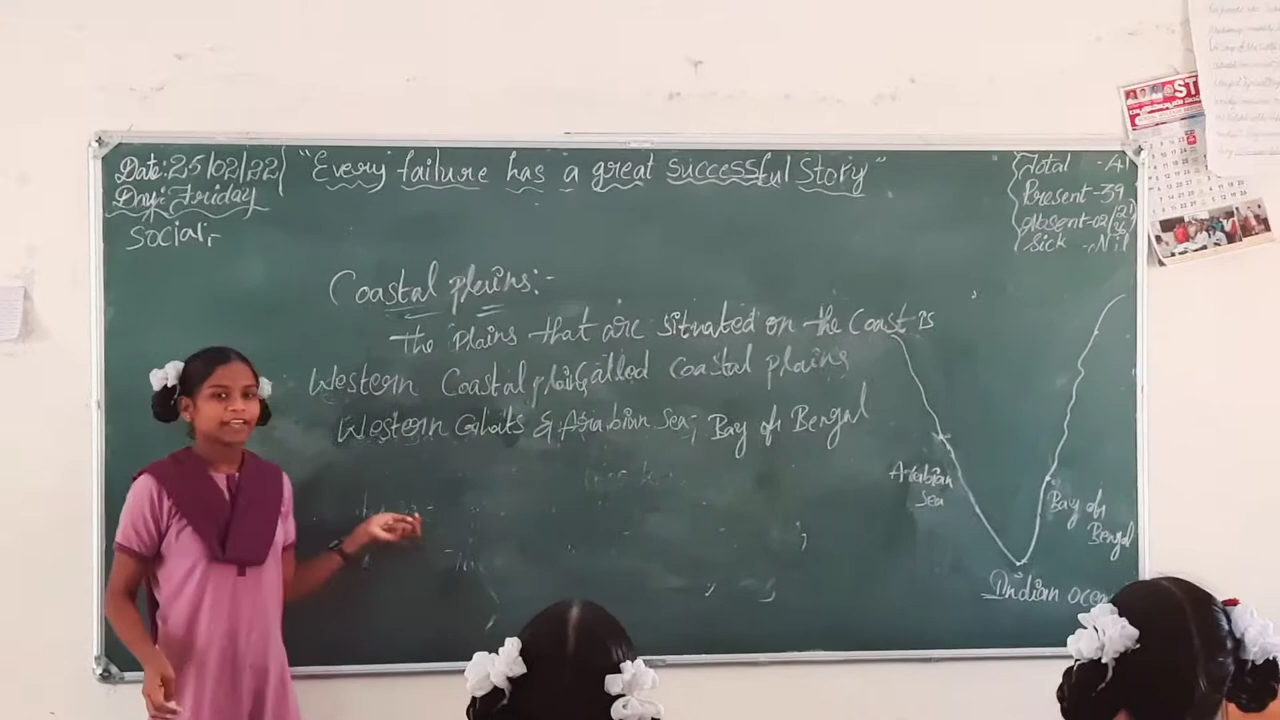 Date: 25/02/22
Day: Friday
"Every failure has a great successful Story"
Total - 41
Present - 39
Absent - 02
Sick - Nil
Social:-
Coastal plains:-
the plains that are situated on the Coast is
Western Coastal plains called coastal plains
Western Ghats & Arabian Sea; Bay of Bengal
Arabian
Sea
Bay of
Bengal
Indian ocen
ST